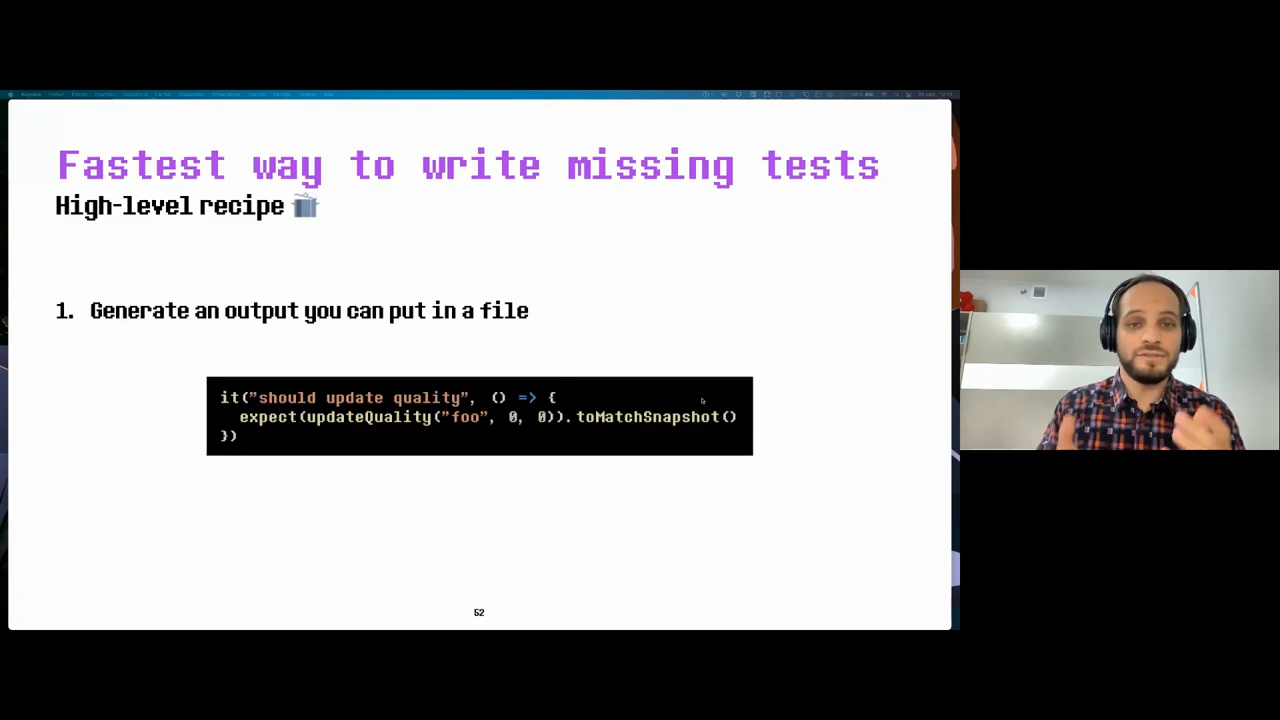 Fastest way to write missing tests
High-level recipe
1. Generate an output you can put in a file
it("should update quality", () => {
expect(updateQuality("foo", 0, 0)).toMatchSnapshot()
})
52